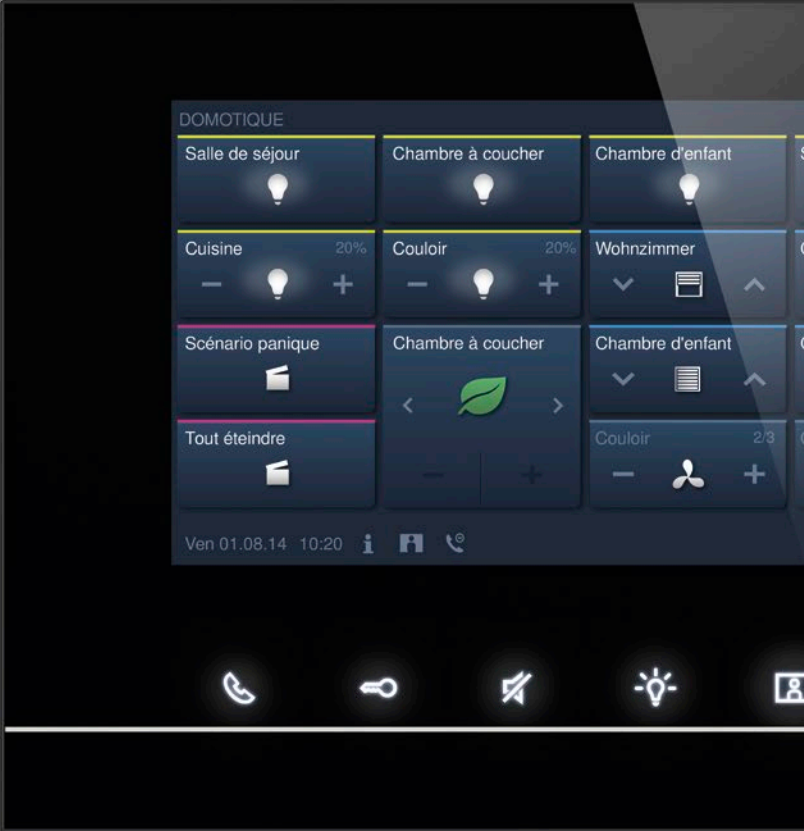 DOMOTIQUE
Salle de séjour
Chambre à coucher
Chambre d'enfant
Cuisine 20%
Couloir 20%
Wohnzimmer
Scénario panique
Chambre à coucher
Chambre d'enfant
Tout éteindre
Couloir 2/3
Ven 01.08.14 10:20